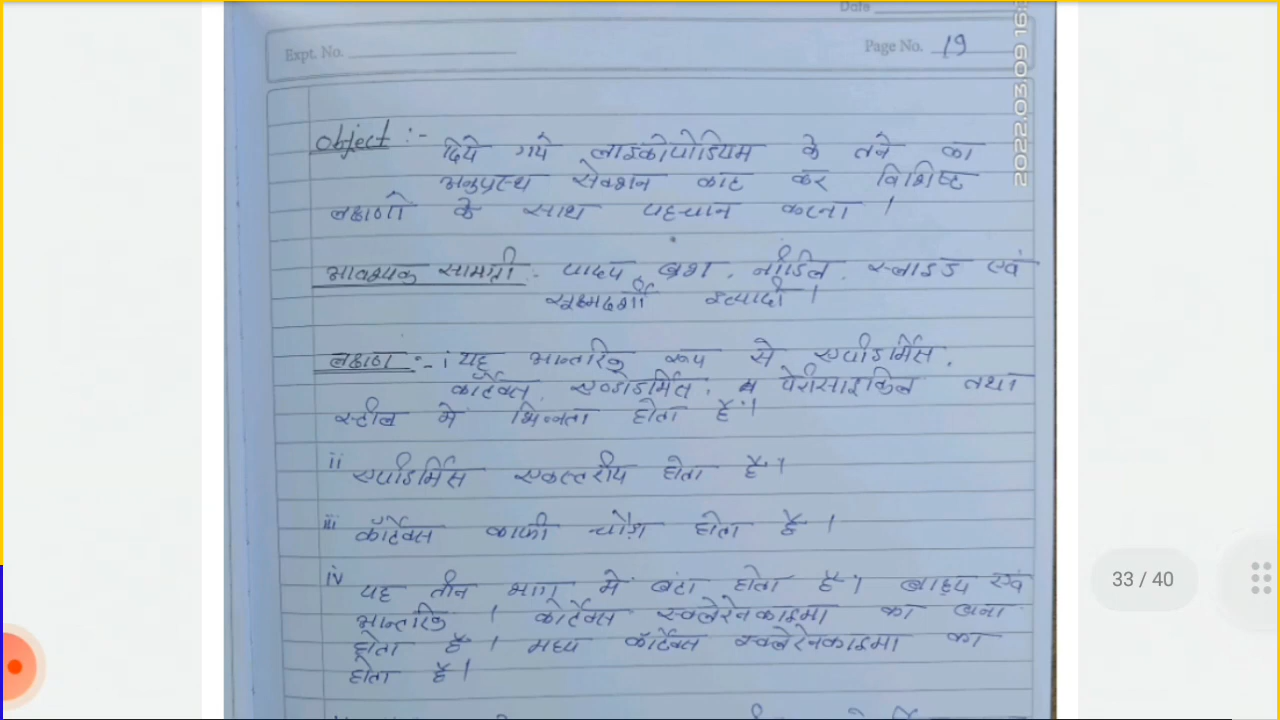 Date
Expt. No.
Page No. 19
2022.03.09 16:
Object :-
दिये गये लाइकोपोडियम के तने का
अनुप्रस्थ सेक्शन काट कर विशिष्ट
लक्षणों के साथ पहचान करना ।
आवश्यक सामग्री - पादप, ब्रश, नीडिल, स्लाइड एवं
सूक्ष्मदर्शी इत्यादी ।
लक्षण :- i यह आन्तरिक रूप से एपीडर्मिस,
कॉर्टेक्स, एण्डोडर्मिस, पेरीसाइकिल तथा
स्टील में भिन्नता होता है ।
ii एपीडर्मिस एकस्तरीय होता है ।
iii कॉर्टेक्स काफी चौड़ा होता है ।
iv यह तीन भाग में बंटा होता है । बाह्य एवं
आन्तरिक । कोर्टेक्स स्क्लेरेनकाइमा का बना
होता है । मध्य कॉर्टेक्स स्क्लेरेनकाइमा का
होता है ।
33 / 40